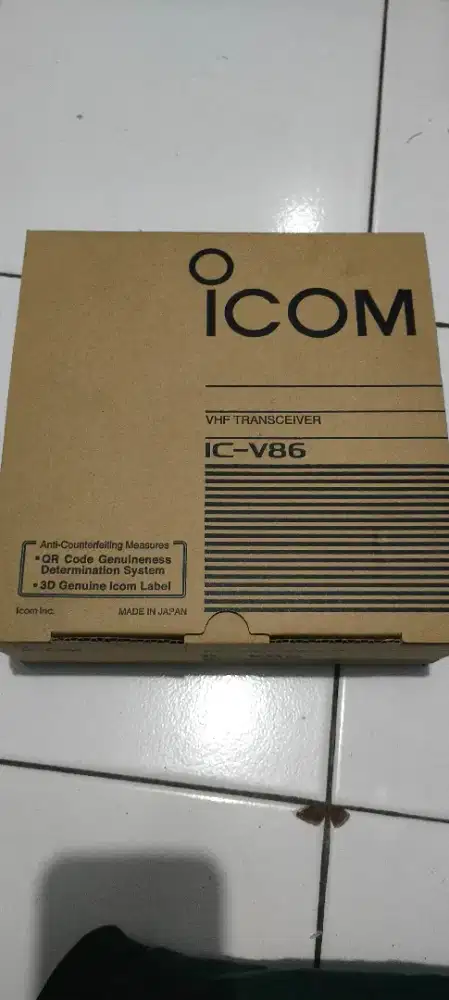 ICOM
VHF TRANSCEIVER
IC-V86
Anti-Counterfeiting Measures
• QR Code Genuineness
Determination System
• 3D Genuine Icom Label
Icom Inc.
MADE IN JAPAN